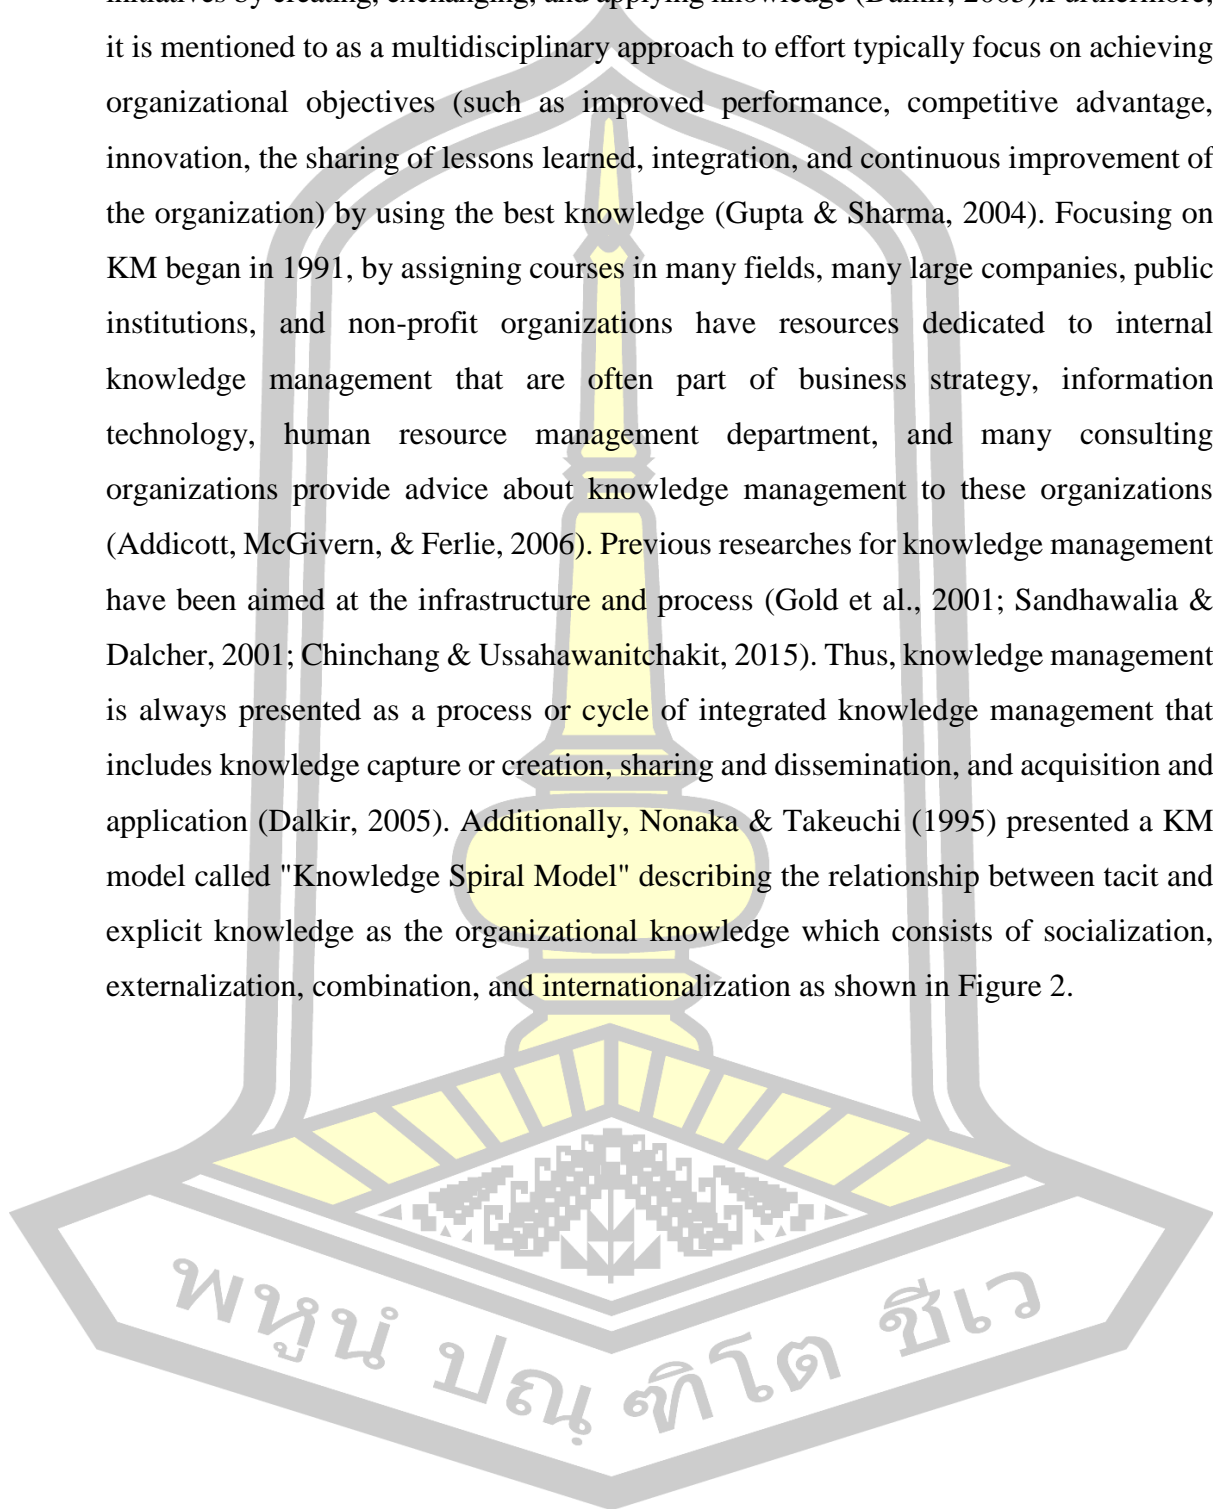 initiatives by creating, exchanging, and applying knowledge (Dalkir, 2005).Furthermore,
it is mentioned to as a multidisciplinary approach to effort typically focus on achieving
organizational objectives (such as improved performance, competitive advantage,
innovation, the sharing of lessons learned, integration, and continuous improvement of
the organization) by using the best knowledge (Gupta & Sharma, 2004). Focusing on
KM began in 1991, by assigning courses in many fields, many large companies, public
institutions, and non-profit organizations have resources dedicated to internal
knowledge management that are often part of business strategy, information
technology, human resource management department, and many consulting
organizations provide advice about knowledge management to these organizations
(Addicott, McGivern, & Ferlie, 2006). Previous researches for knowledge management
have been aimed at the infrastructure and process (Gold et al., 2001; Sandhawalia &
Dalcher, 2001; Chinchang & Ussahawanitchakit, 2015). Thus, knowledge management
is always presented as a process or cycle of integrated knowledge management that
includes knowledge capture or creation, sharing and dissemination, and acquisition and
application (Dalkir, 2005). Additionally, Nonaka & Takeuchi (1995) presented a KM
model called "Knowledge Spiral Model" describing the relationship between tacit and
explicit knowledge as the organizational knowledge which consists of socialization,
externalization, combination, and internationalization as shown in Figure 2.
พหูนํ ปณฺฑิโต ชีเว